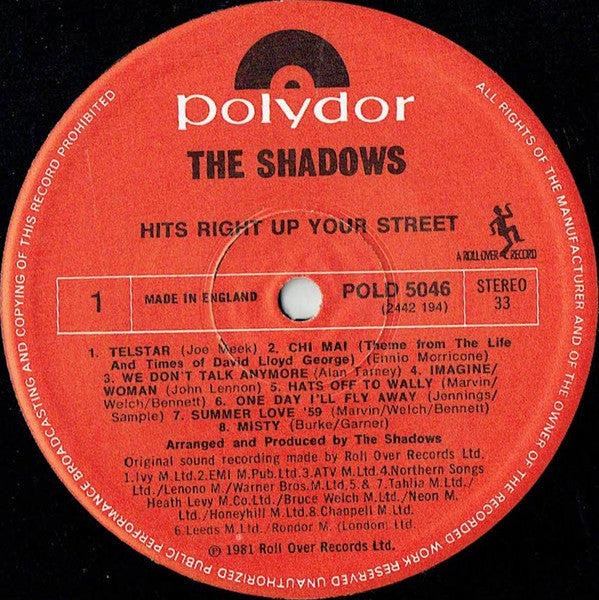 polydor
THE SHADOWS
HITS RIGHT UP YOUR STREET
A ROLL OVER RECORD
1
MADE IN ENGLAND
POLD 5046
(2442 194)
STEREO
33
1. TELSTAR (Joe Meek) 2. CHI MAI (Theme from The Life
And Times of David Lloyd George) (Ennio Morricone)
3. WE DON'T TALK ANYMORE (Alan Tarney) 4. IMAGINE/
WOMAN (John Lennon) 5. HATS OFF TO WALLY (Marvin/
Welch/Bennett) 6. ONE DAY I'LL FLY AWAY (Jennings/
Sample) 7. SUMMER LOVE '59 (Marvin/Welch/Bennett)
8. MISTY (Burke/Garner)
Arranged and Produced by The Shadows
Original sound recording made by Roll Over Records Ltd.
1.Ivy M.Ltd.2.EMI M.Pub.Ltd.3.ATV M.Ltd.4.Northern Songs
Ltd./Lenono M./Warner Bros.M.Ltd.5.& 7.Tahlia M.Ltd./
Heath Levy M.Co.Ltd./Bruce Welch M.Ltd./Neon M.
Ltd./Honeyhill M.Ltd.8.Chappell M.Ltd.
6.Leeds M.Ltd./Rondor M. (London) Ltd.
℗ 1981 Roll Over Records Ltd.
ALL RIGHTS OF THE MANUFACTURER AND OF THE OWNER OF THE RECORDED WORK RESERVED UNAUTHORIZED PUBLIC PERFORMANCE BROADCASTING AND COPYING OF THIS RECORD PROHIBITED